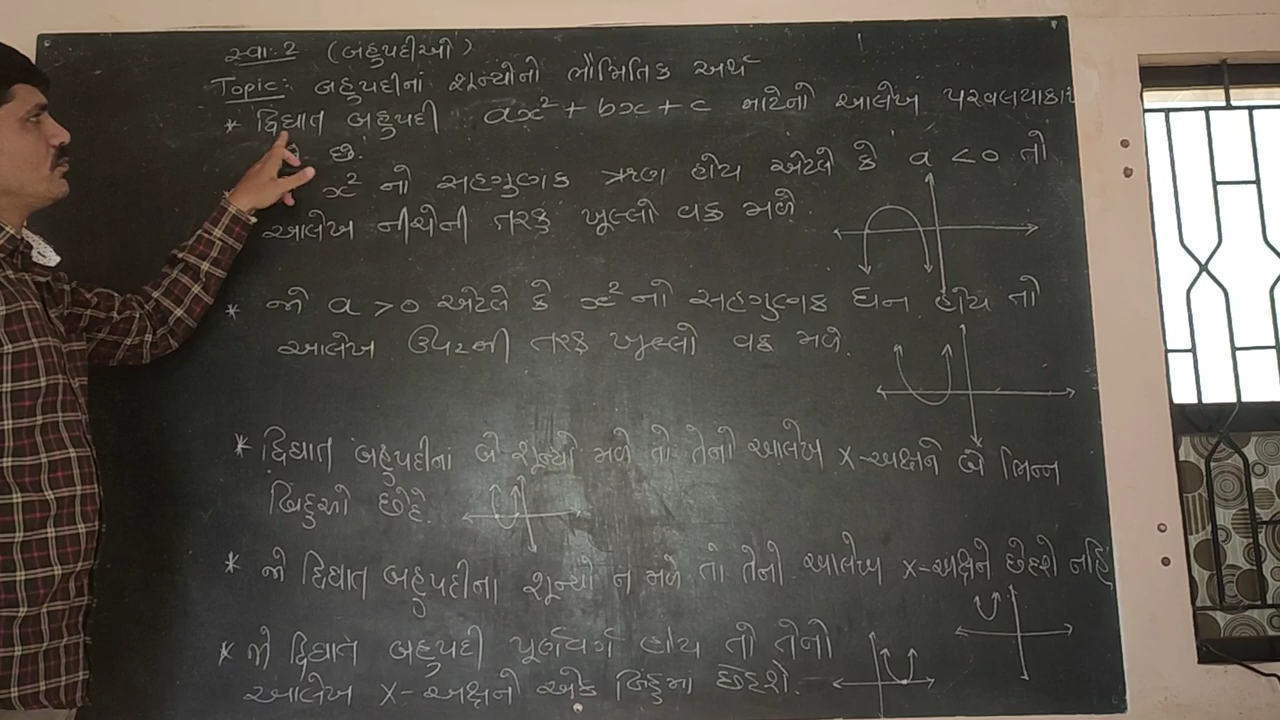 સ્વા. 2 (બહુપદીઓ)
Topic: બહુપદીનાં શૂન્યોનો ભૌમિતિક અર્થ
* દ્વિઘાત બહુપદી ax² + bx + c માટેનો આલેખ પરવલયાકાર
છે.
x² નો સહગુણક ઋણ હોય એટલે કે a < 0 તો
આલેખ નીચેની તરફ ખુલ્લો વક્ર મળે.
* જો a > 0 એટલે કે x² નો સહગુણક ધન હોય તો
આલેખ ઉપરની તરફ ખુલ્લો વક્ર મળે.
* દ્વિઘાત બહુપદીનાં બે શૂન્યો મળે તો તેનો આલેખ X-અક્ષને બે ભિન્ન
બિંદુઓ છેદે.
* જો દ્વિઘાત બહુપદીના શૂન્યો ન મળે તો તેનો આલેખ X-અક્ષને છેદશે નહિં
* જો દ્વિઘાત બહુપદી પૂર્ણવર્ગ હોય તો તેનો
આલેખ X-અક્ષને એક બિંદુમાં છેદશે.